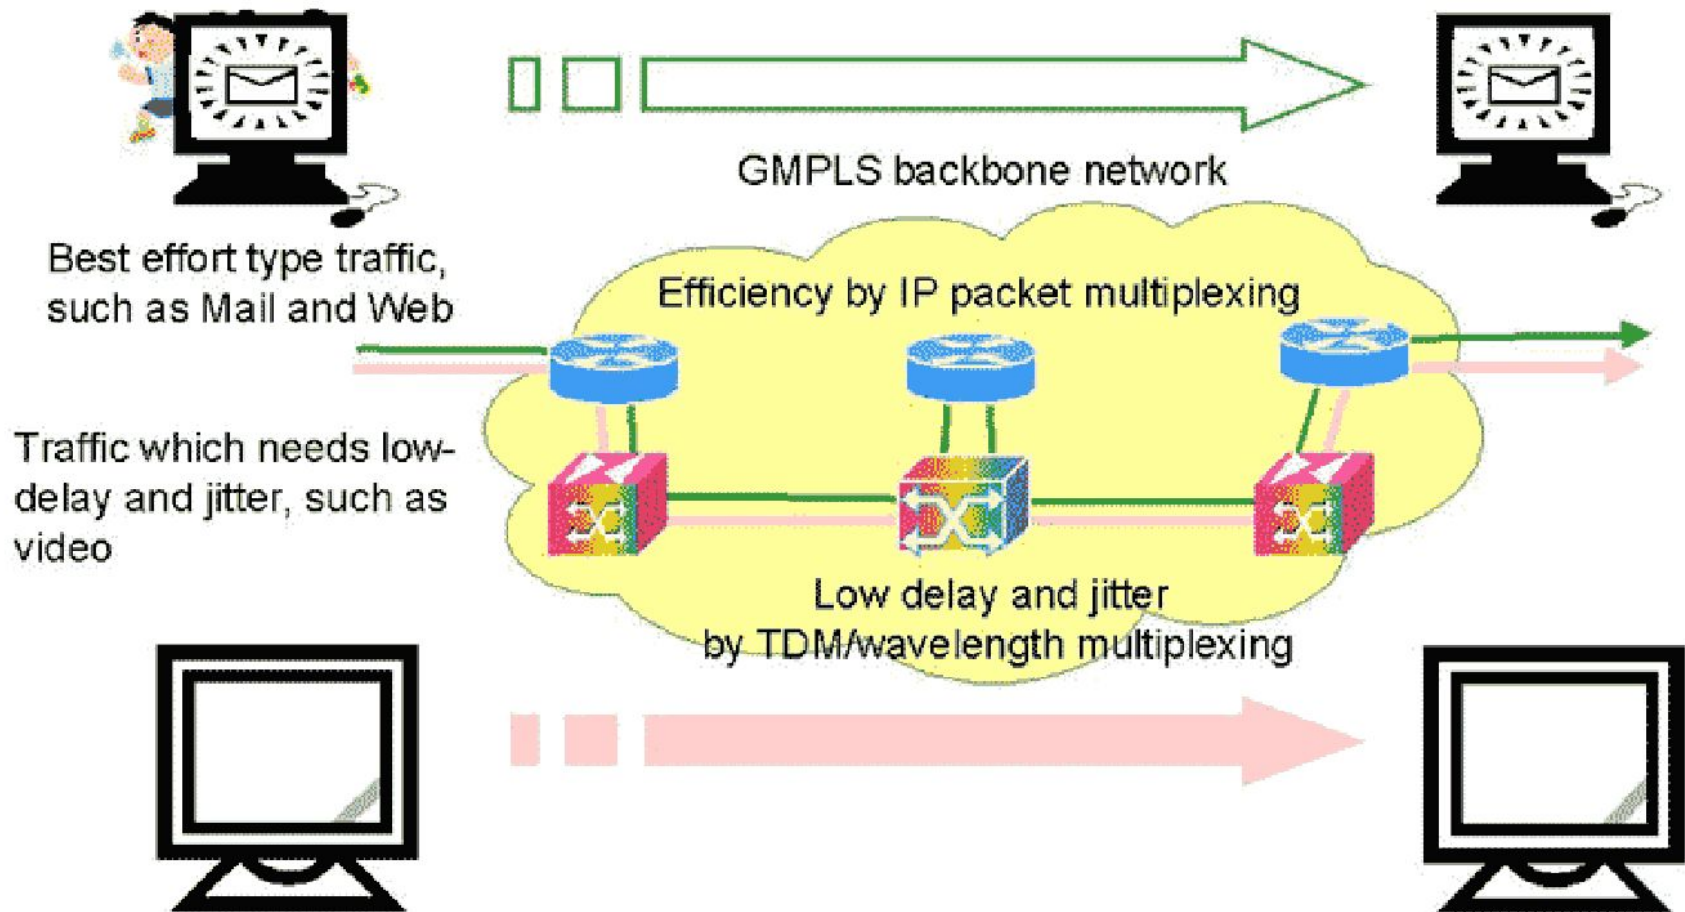 GMPLS backbone network
Best effort type traffic,
such as Mail and Web
Efficiency by IP packet multiplexing
Traffic which needs low-
delay and jitter, such as
video
Low delay and jitter
by TDM/wavelength multiplexing